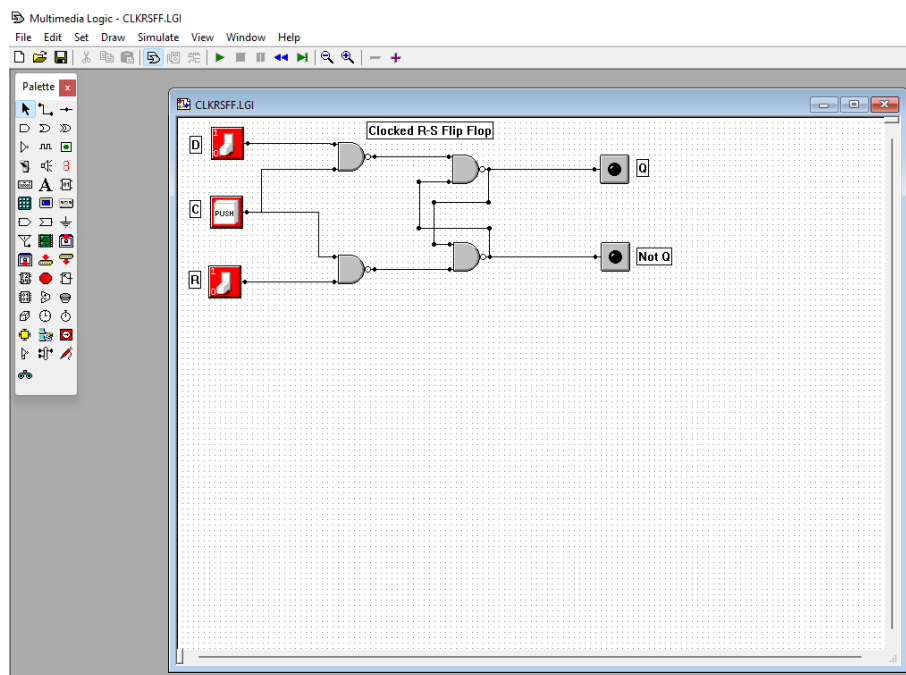 Multimedia Logic - CLKRSFF.LGI
File Edit Set Draw Simulate View Window Help
Palette x
A
CLKRSFF.LGI
Clocked R-S Flip Flop
D
1
0
Q
C
PUSH
Not Q
R
1
0